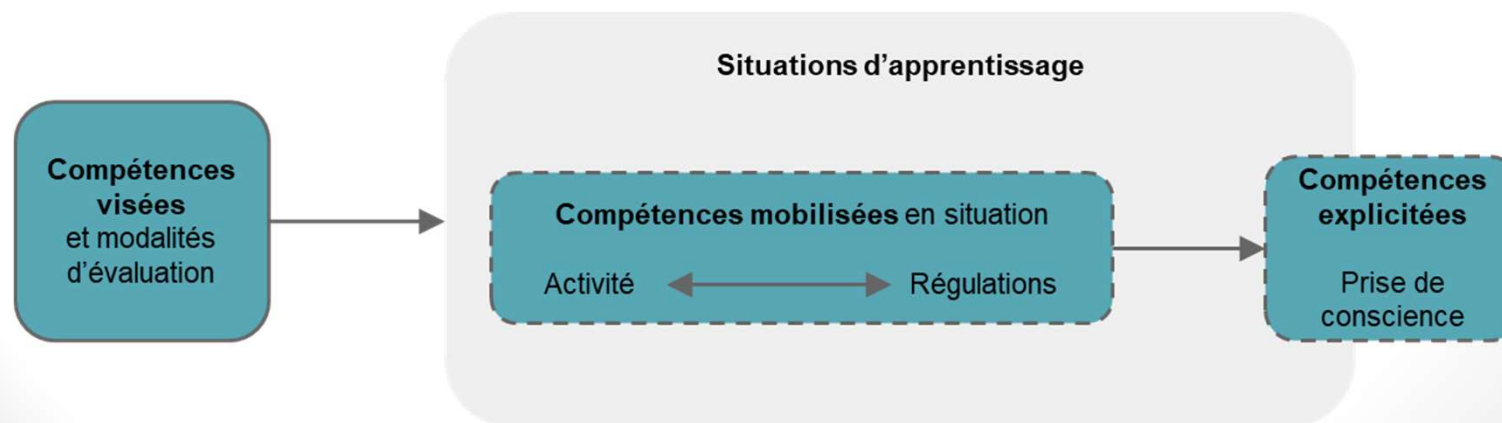 Situations d’apprentissage
Compétences
visées
et modalités
d’évaluation
Compétences mobilisées en situation
Activité
Régulations
Compétences
explicitées
Prise de
conscience